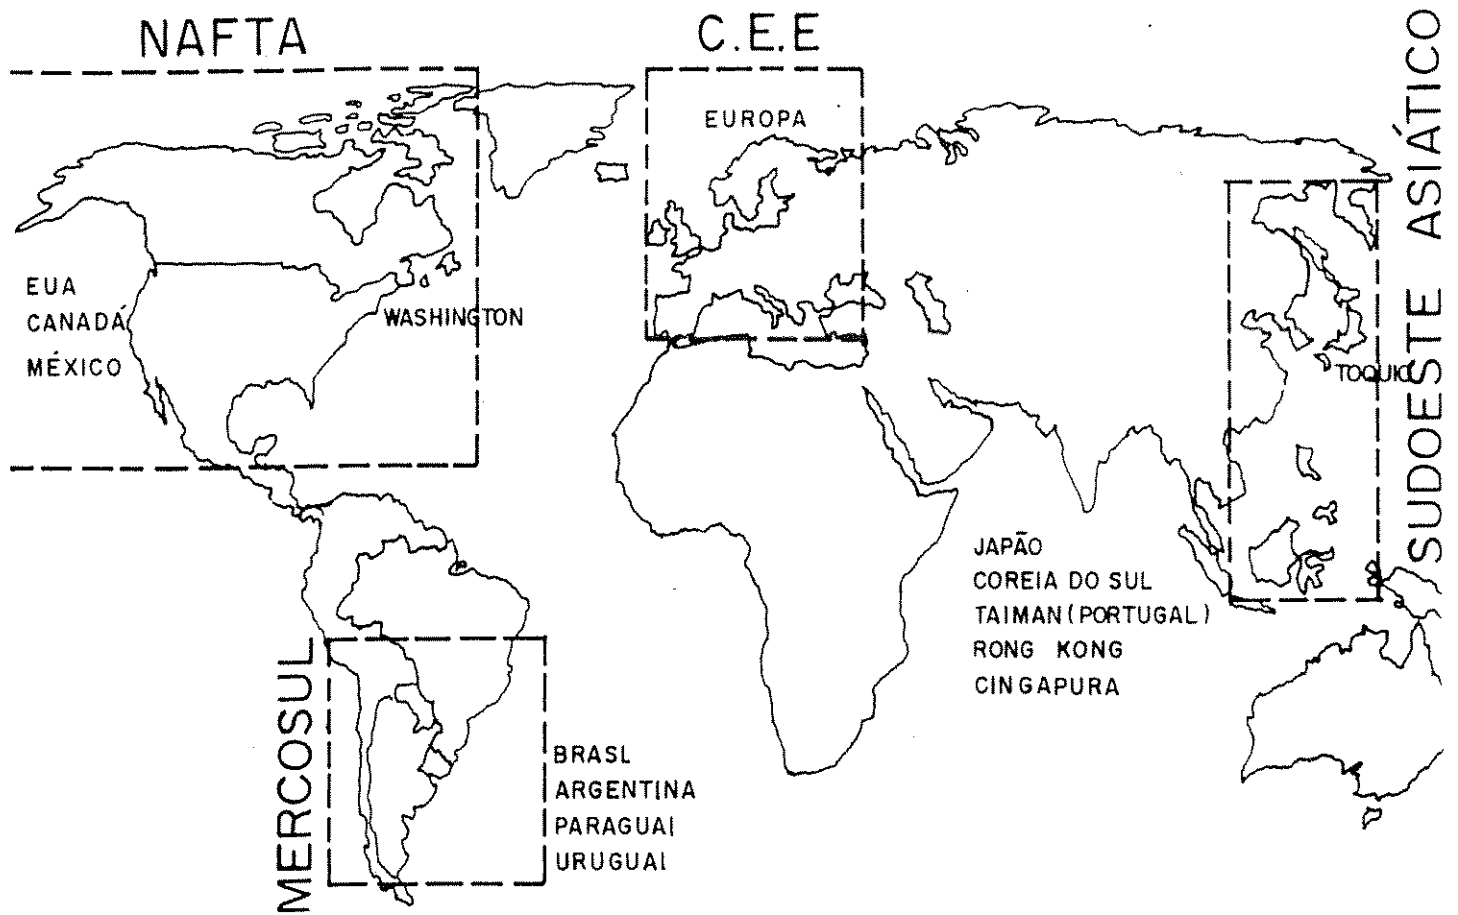 NAFTA
C.E.E
EUROPA
SUDOESTE ASIÁTICO
EUA
CANADÁ
MÉXICO
WASHINGTON
TOQUIO
JAPÃO
COREIA DO SUL
TAIMAN (PORTUGAL)
RONG KONG
CINGAPURA
MERCOSUL
BRASL
ARGENTINA
PARAGUAI
URUGUAI